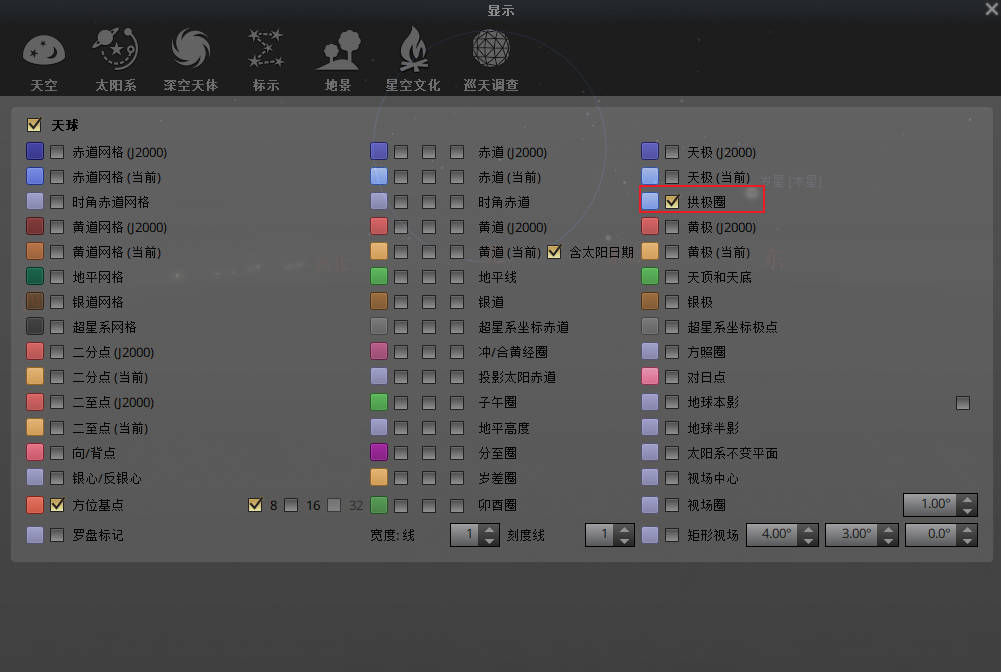 显示
天空 太阳系 深空天体 标示 地景 星空文化 巡天调查
天球
赤道网格 (J2000) 赤道 (J2000) 天极 (J2000)
赤道网格 (当前) 赤道 (当前) 天极 (当前)
时角赤道网格 时角赤道 拱极圈
黄道网格 (J2000) 黄道 (J2000) 黄极 (J2000)
黄道网格 (当前) 黄道 (当前) 含太阳日期 黄极 (当前)
地平网格 地平线 天顶和天底
银道网格 银道 银极
超星系网格 超星系坐标赤道 超星系坐标极点
二分点 (J2000) 冲/合黄经圈 方照圈
二分点 (当前) 投影太阳赤道 对日点
二至点 (J2000) 子午圈 地球本影
二至点 (当前) 地平高度 地球半影
向/背点 分至圈 太阳系不变平面
银心/反银心 岁差圈 视场中心
方位基点 8 16 32 卯酉圈 视场圈 1.00°
罗盘标记 宽度: 线 1 刻度线 1 矩形视场 4.00° 3.00° 0.0°
岁星 [木星]
东北
东